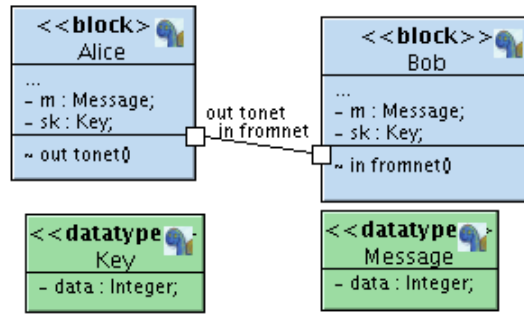 <<block>>
Alice
...
- m : Message;
- sk : Key;
~ out tonet()
out tonet
in fromnet
<<block>>
Bob
...
- m : Message;
- sk : Key;
~ in fromnet()
<<datatype
Key
- data : Integer;
<<datatype
Message
- data : Integer;